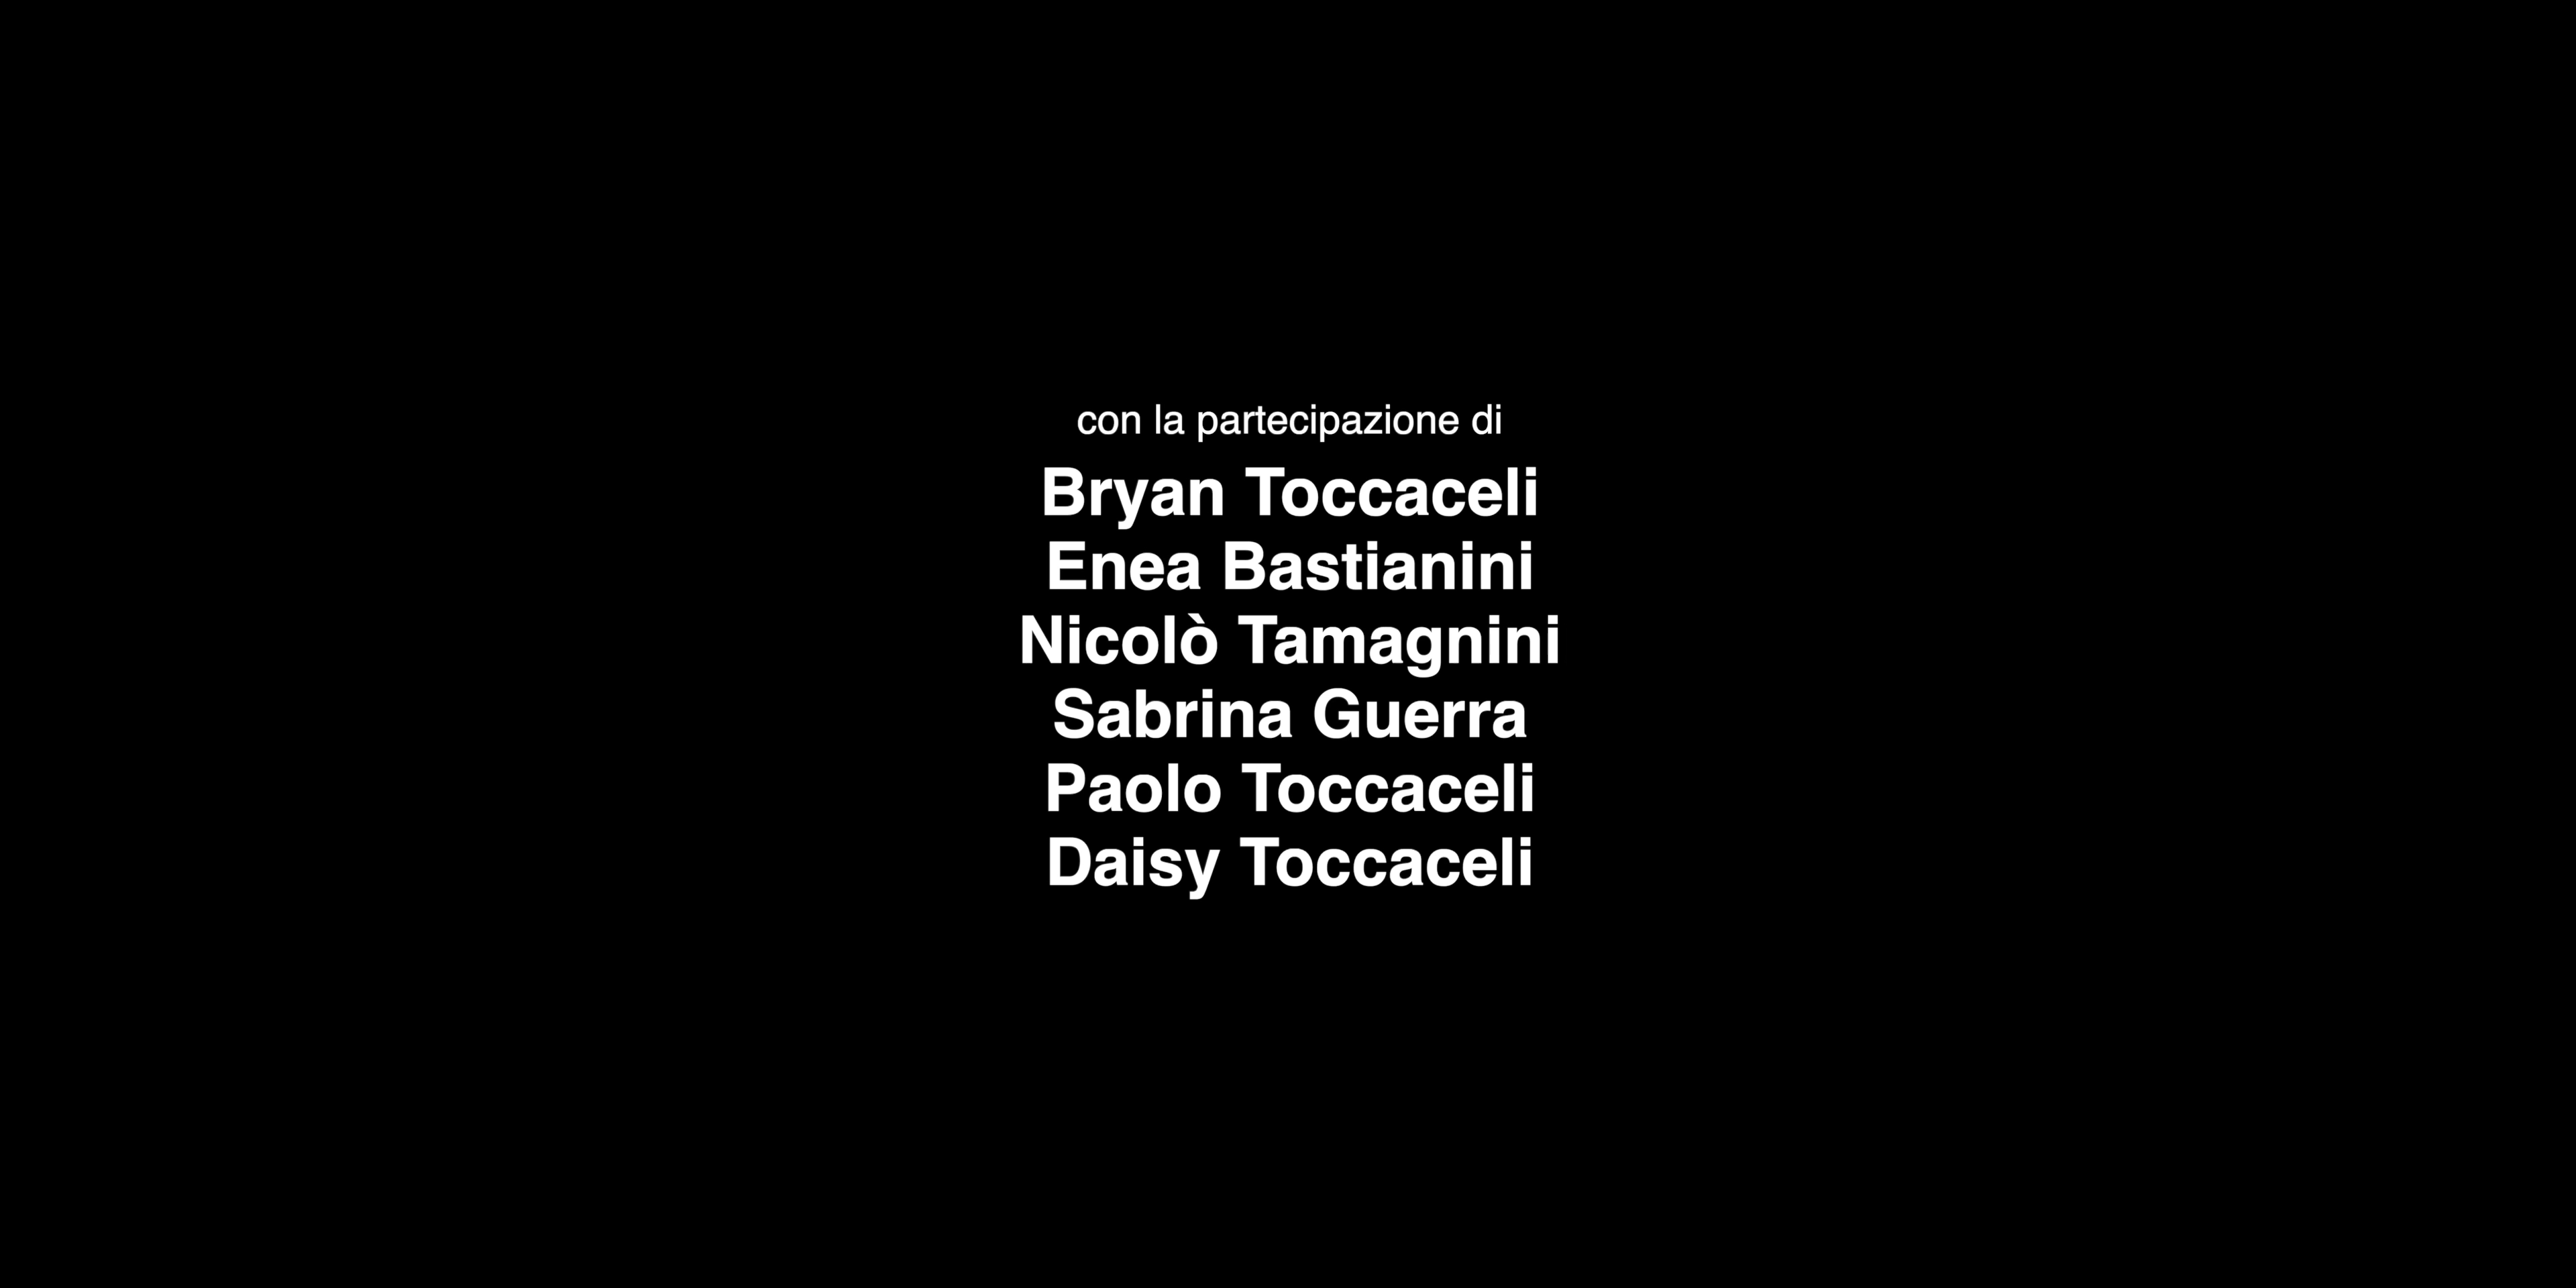 con la partecipazione di
Bryan Toccaceli
Enea Bastianini
Nicolò Tamagnini
Sabrina Guerra
Paolo Toccaceli
Daisy Toccaceli